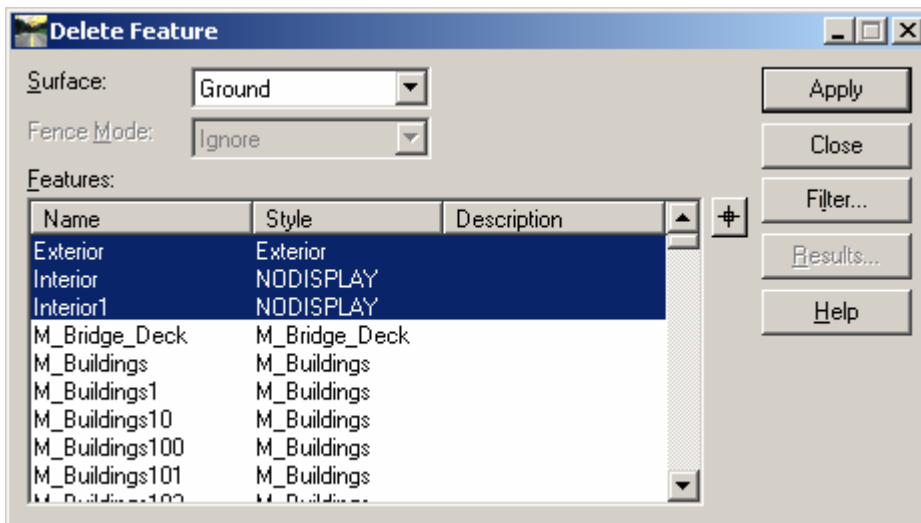 Delete Feature
Surface: Ground Apply
Fence Mode: Ignore Close
Features: Filter...
Name Style Description
Exterior Exterior Results...
Interior NODISPLAY
Interior1 NODISPLAY Help
M_Bridge_Deck M_Bridge_Deck
M_Buildings M_Buildings
M_Buildings1 M_Buildings
M_Buildings10 M_Buildings
M_Buildings100 M_Buildings
M_Buildings101 M_Buildings